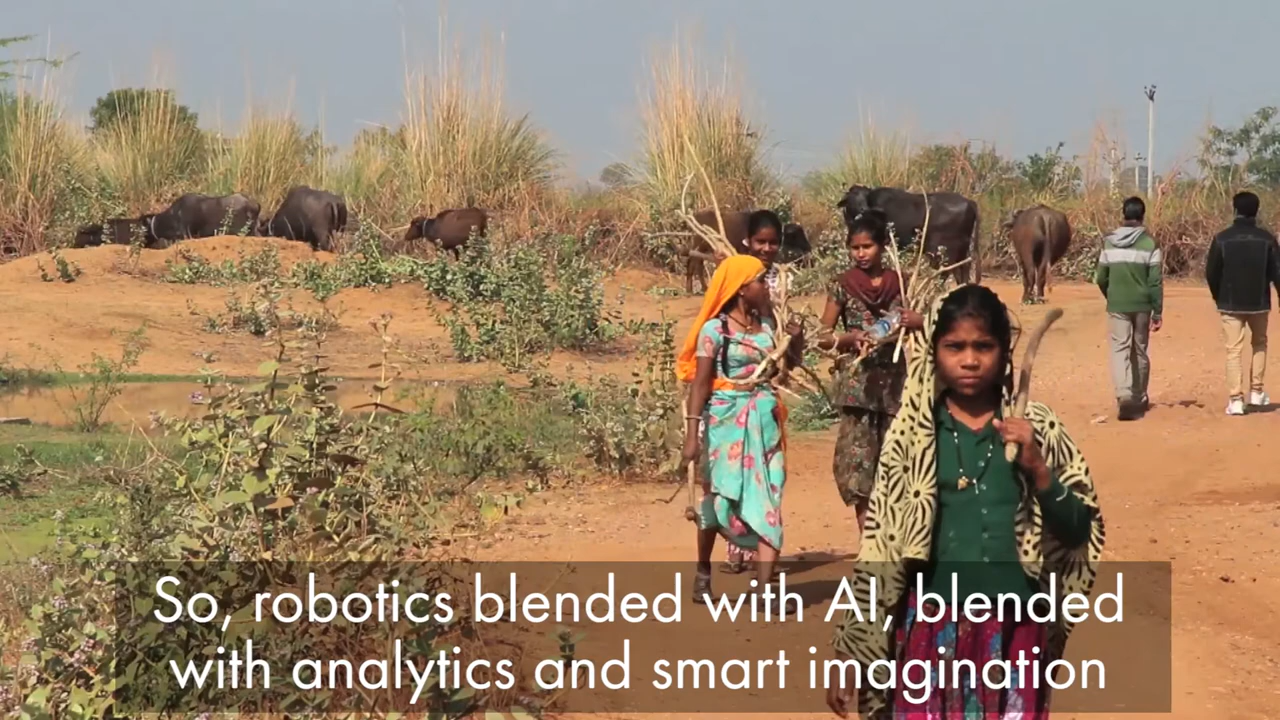 So, robotics blended with AI, blended
with analytics and smart imagination